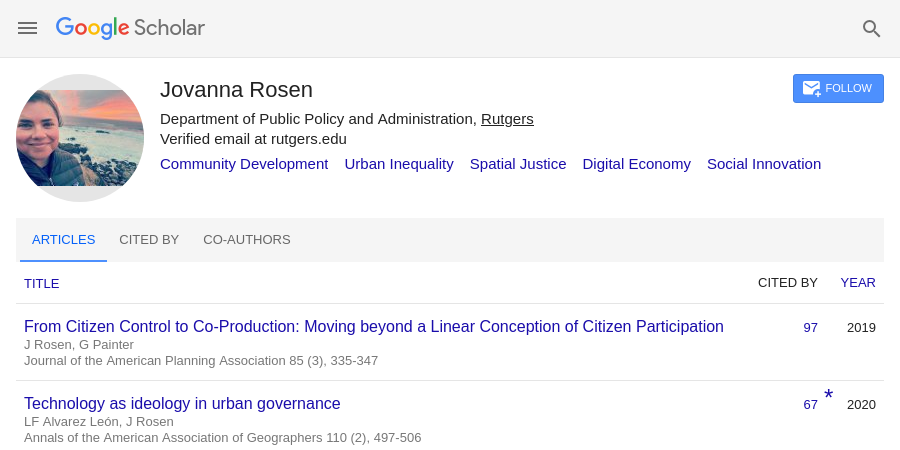 Google Scholar
Jovanna Rosen
FOLLOW
Department of Public Policy and Administration, Rutgers
Verified email at rutgers.edu
Community Development Urban Inequality Spatial Justice Digital Economy Social Innovation
ARTICLES CITED BY CO-AUTHORS
TITLE CITED BY YEAR
From Citizen Control to Co-Production: Moving beyond a Linear Conception of Citizen Participation 97 2019
J Rosen, G Painter
Journal of the American Planning Association 85 (3), 335-347
Technology as ideology in urban governance 67 * 2020
LF Alvarez León, J Rosen
Annals of the American Association of Geographers 110 (2), 497-506